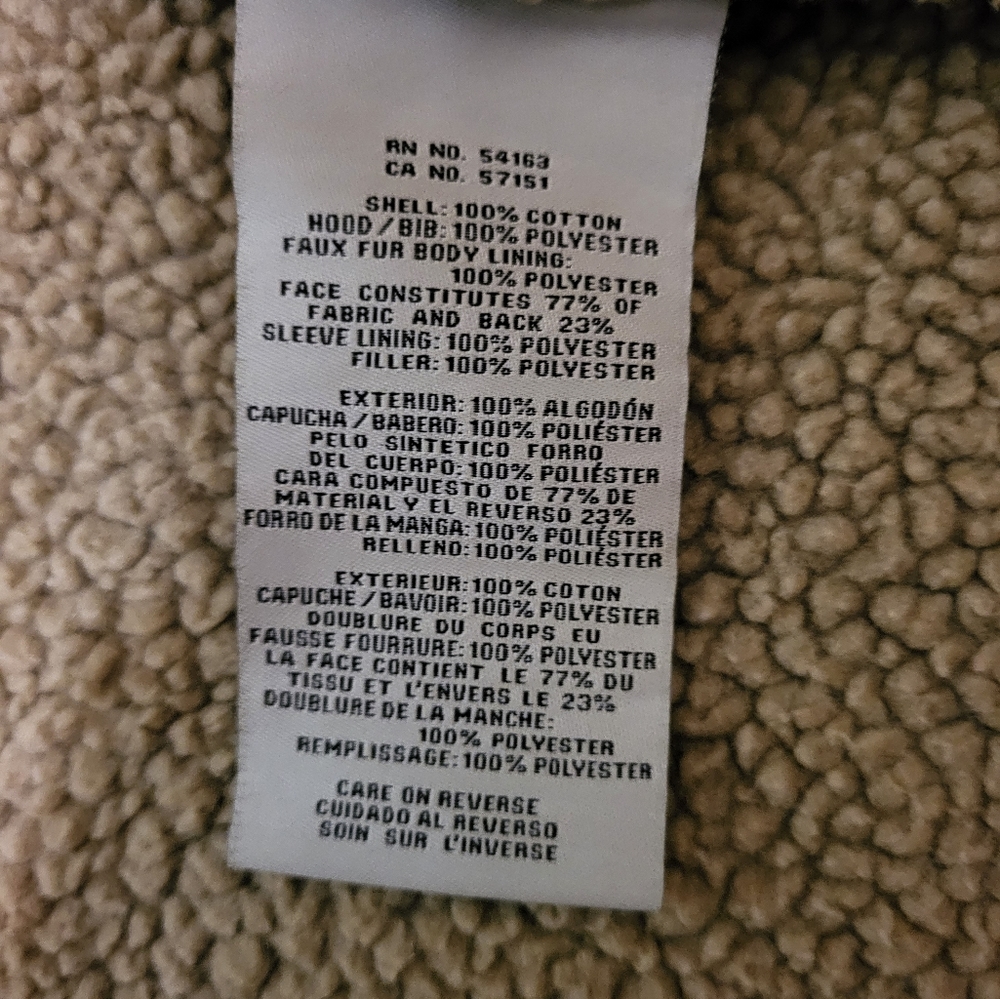 RN NO. 54163
CA NO. 57151
SHELL: 100% COTTON
HOOD / BIB: 100% POLYESTER
FAUX FUR BODY LINING:
100% POLYESTER
FACE CONSTITUTES 77% OF
FABRIC AND BACK 23%
SLEEVE LINING: 100% POLYESTER
FILLER: 100% POLYESTER
EXTERIOR: 100% ALGODÓN
CAPUCHA / BABERO: 100% POLIÉSTER
PELO SINTETICO FORRO
DEL CUERPO: 100% POLIÉSTER
CARA COMPUESTO DE 77% DE
MATERIAL Y EL REVERSO 23%
FORRO DE LA MANGA: 100% POLIÉSTER
RELLENO: 100% POLIÉSTER
EXTERIEUR: 100% COTON
CAPUCHE / BAVOIR: 100% POLYESTER
DOUBLURE DU CORPS EU
FAUSSE FOURRURE: 100% POLYESTER
LA FACE CONTIENT LE 77% DU
TISSU ET L'ENVERS LE 23%
DOUBLURE DE LA MANCHE:
100% POLYESTER
REMPLISSAGE: 100% POLYESTER
CARE ON REVERSE
CUIDADO AL REVERSO
SOIN SUR L'INVERSE